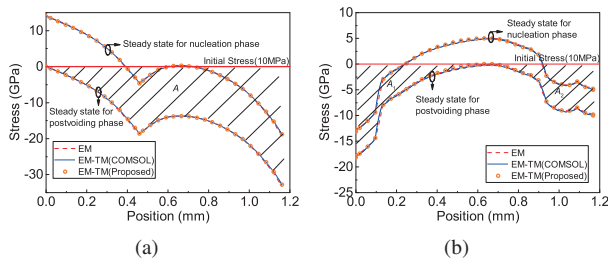 15
10
0
-10
-20
-30
Stress (GPa)
0.0
0.2
0.4
0.6
0.8
1.0
1.2
Position (mm)
Steady state for nucleation phase
Initial Stress(10MPa)
A
Steady state
for postvoiding phase
EM
EM-TM(COMSOL)
EM-TM(Proposed)
(a)
10
5
0
-5
-10
-15
-20
25
Stress (GPa)
0.0
0.2
0.4
0.6
0.8
1.0
1.2
Position (mm)
Steady state for
nucleation phase
Initial Stress(10MPa)
A1
A2
Steady state for
postvoiding phase
EM
EM-TM(COMSOL)
EM-TM(Proposed)
(b)